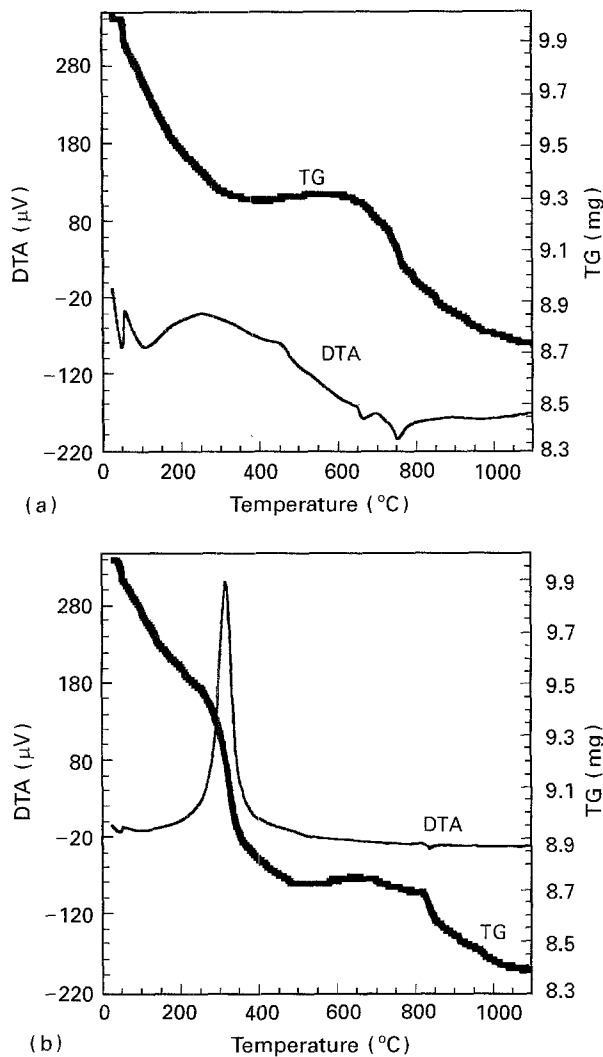 280
180
80
-20
-120
-220
DTA (µV)
9.9
9.7
9.5
9.3
9.1
8.9
8.7
8.5
8.3
TG (mg)
TG
DTA
0 200 400 600 800 1000
(a) Temperature (°C)
280
180
80
-20
-120
-220
DTA (µV)
9.9
9.7
9.5
9.3
9.1
8.9
8.7
8.5
8.3
TG (mg)
DTA
TG
0 200 400 600 800 1000
(b) Temperature (°C)